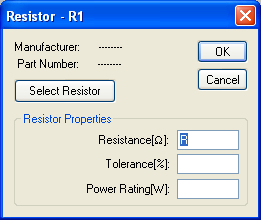 Resistor - R1
Manufacturer: --------
Part Number: --------
OK
Cancel
Select Resistor
Resistor Properties
Resistance[Ω]: R
Tolerance[%]:
Power Rating[W]: